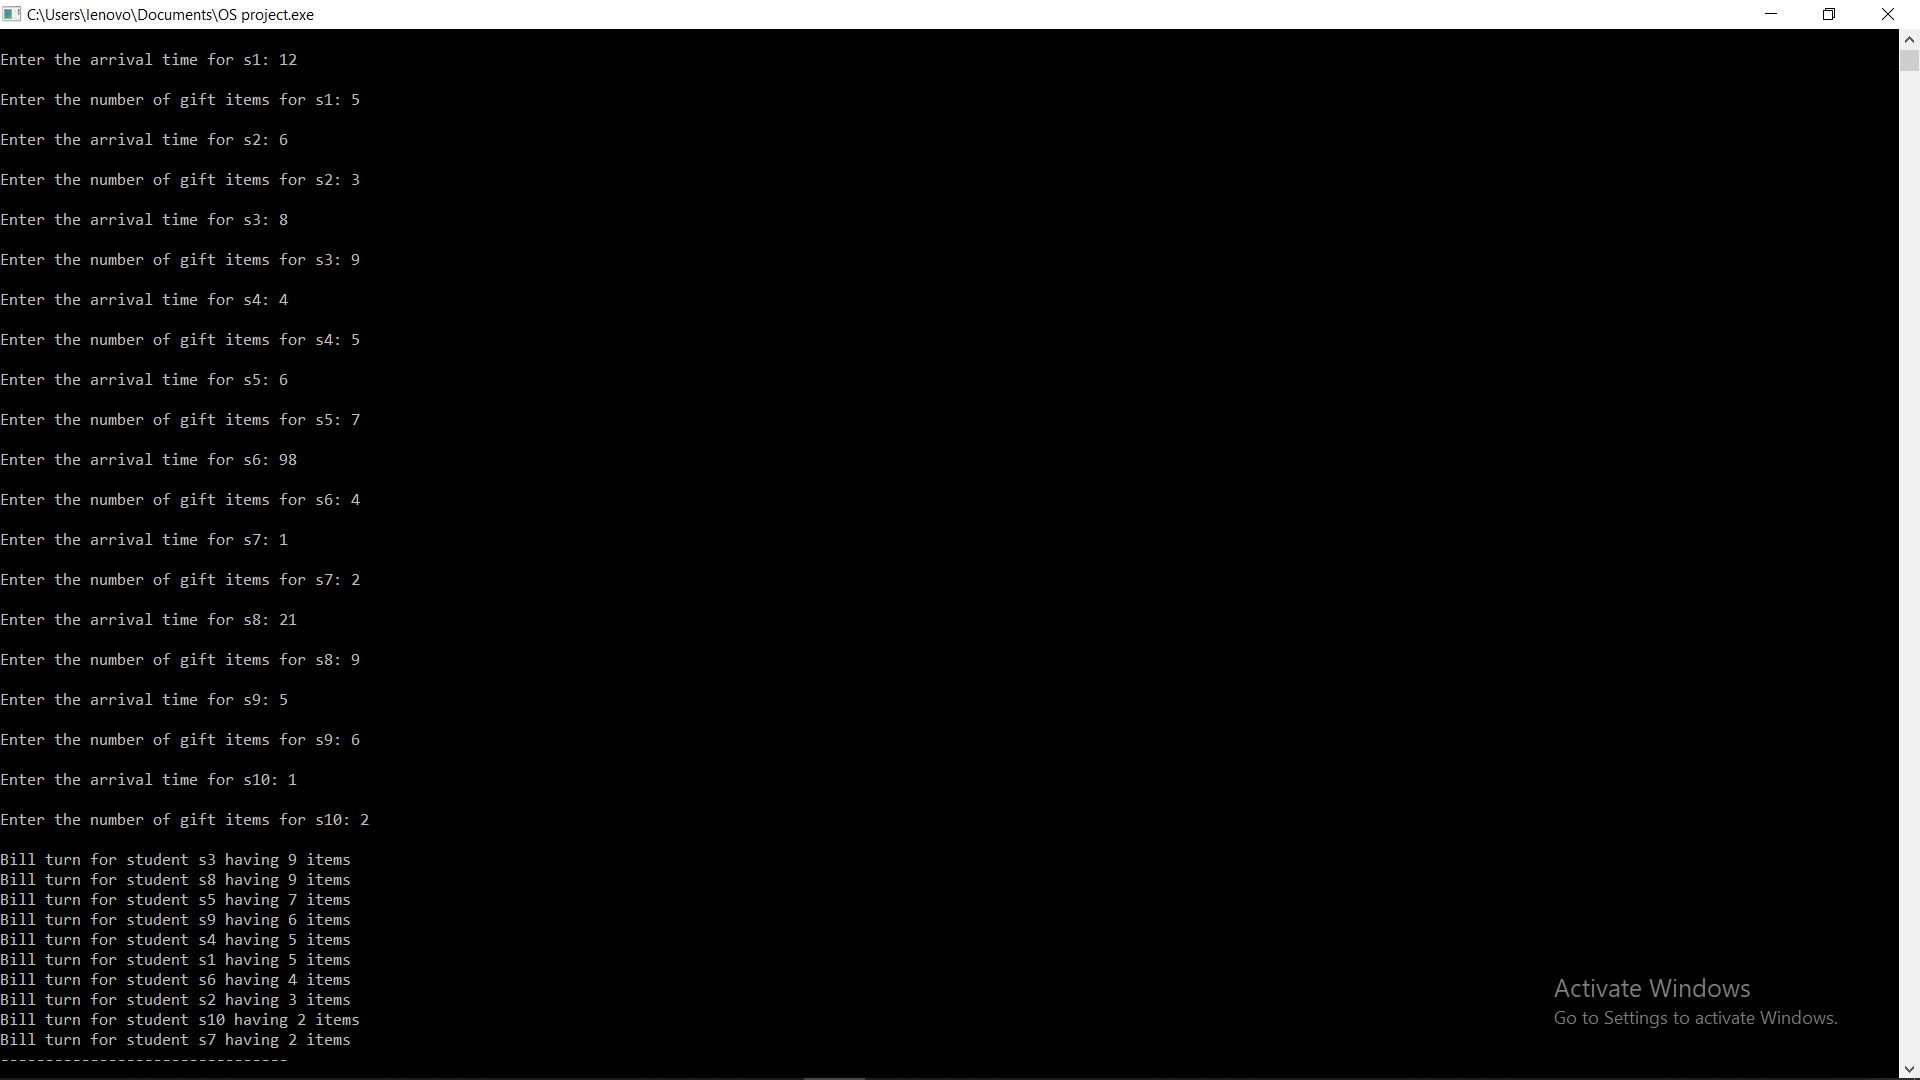 C:\Users\lenovo\Documents\OS project.exe
Enter the arrival time for s1: 12
Enter the number of gift items for s1: 5
Enter the arrival time for s2: 6
Enter the number of gift items for s2: 3
Enter the arrival time for s3: 8
Enter the number of gift items for s3: 9
Enter the arrival time for s4: 4
Enter the number of gift items for s4: 5
Enter the arrival time for s5: 6
Enter the number of gift items for s5: 7
Enter the arrival time for s6: 98
Enter the number of gift items for s6: 4
Enter the arrival time for s7: 1
Enter the number of gift items for s7: 2
Enter the arrival time for s8: 21
Enter the number of gift items for s8: 9
Enter the arrival time for s9: 5
Enter the number of gift items for s9: 6
Enter the arrival time for s10: 1
Enter the number of gift items for s10: 2
Bill turn for student s3 having 9 items
Bill turn for student s8 having 9 items
Bill turn for student s5 having 7 items
Bill turn for student s9 having 6 items
Bill turn for student s4 having 5 items
Bill turn for student s1 having 5 items
Bill turn for student s6 having 4 items
Bill turn for student s2 having 3 items
Bill turn for student s10 having 2 items
Bill turn for student s7 having 2 items
--------------------------------
Activate Windows
Go to Settings to activate Windows.